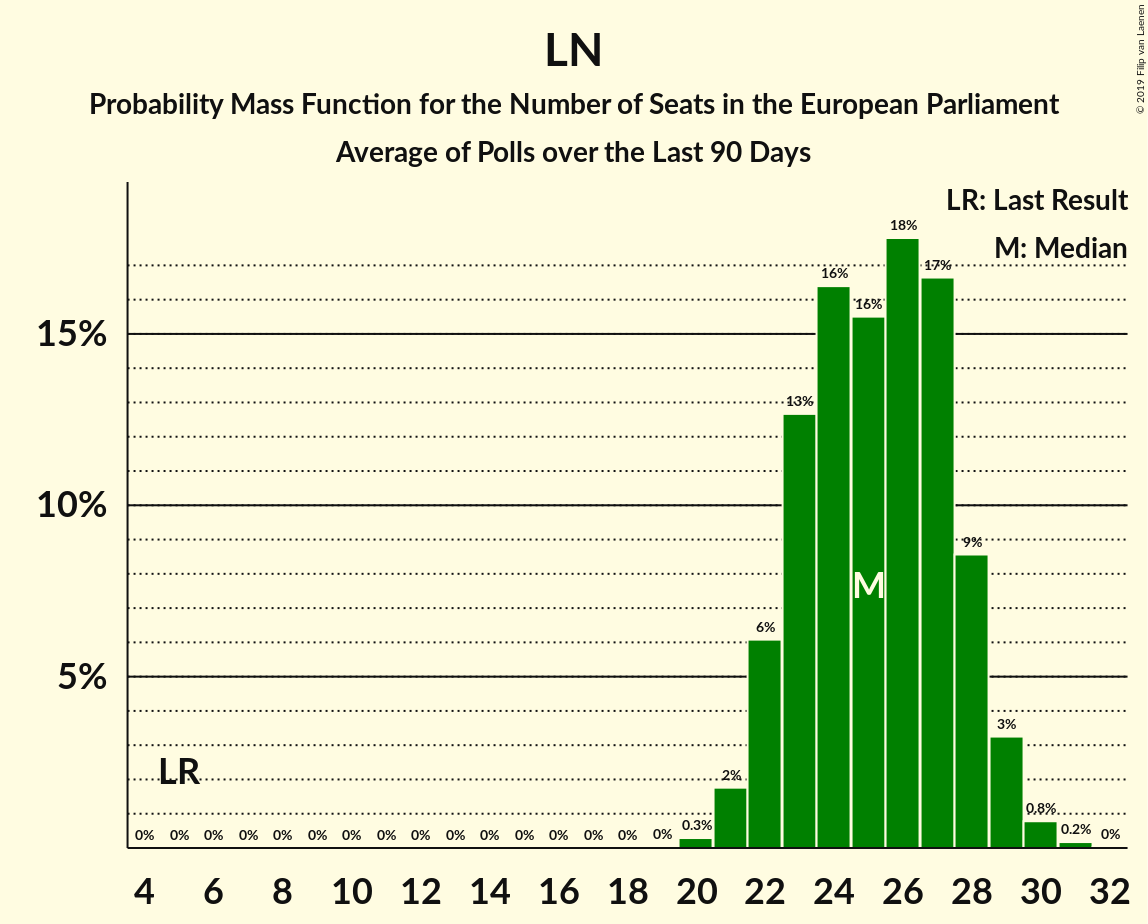 © 2019 Filip van Laenen
LN
Probability Mass Function for the Number of Seats in the European Parliament
Average of Polls over the Last 90 Days
LR: Last Result
M: Median
15%
10%
5%
LR
M
0% 0% 0% 0% 0% 0% 0% 0% 0% 0% 0% 0% 0% 0% 0% 0% 0.3% 2% 6% 13% 16% 16% 18% 17% 9% 3% 0.8% 0.2% 0%
4 6 8 10 12 14 16 18 20 22 24 26 28 30 32